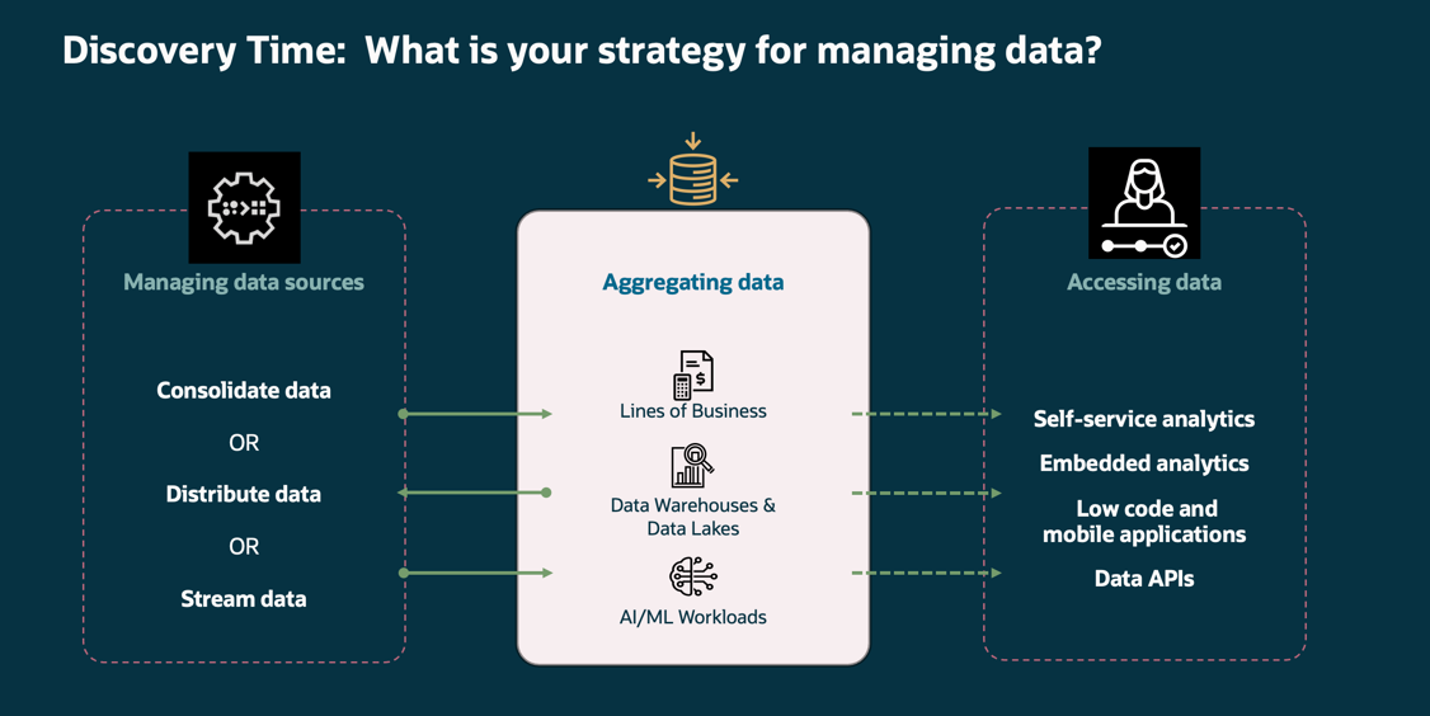 Discovery Time: What is your strategy for managing data?
Managing data sources
Consolidate data
OR
Distribute data
OR
Stream data
Aggregating data
Lines of Business
Data Warehouses &
Data Lakes
AI/ML Workloads
Accessing data
Self-service analytics
Embedded analytics
Low code and
mobile applications
Data APIs